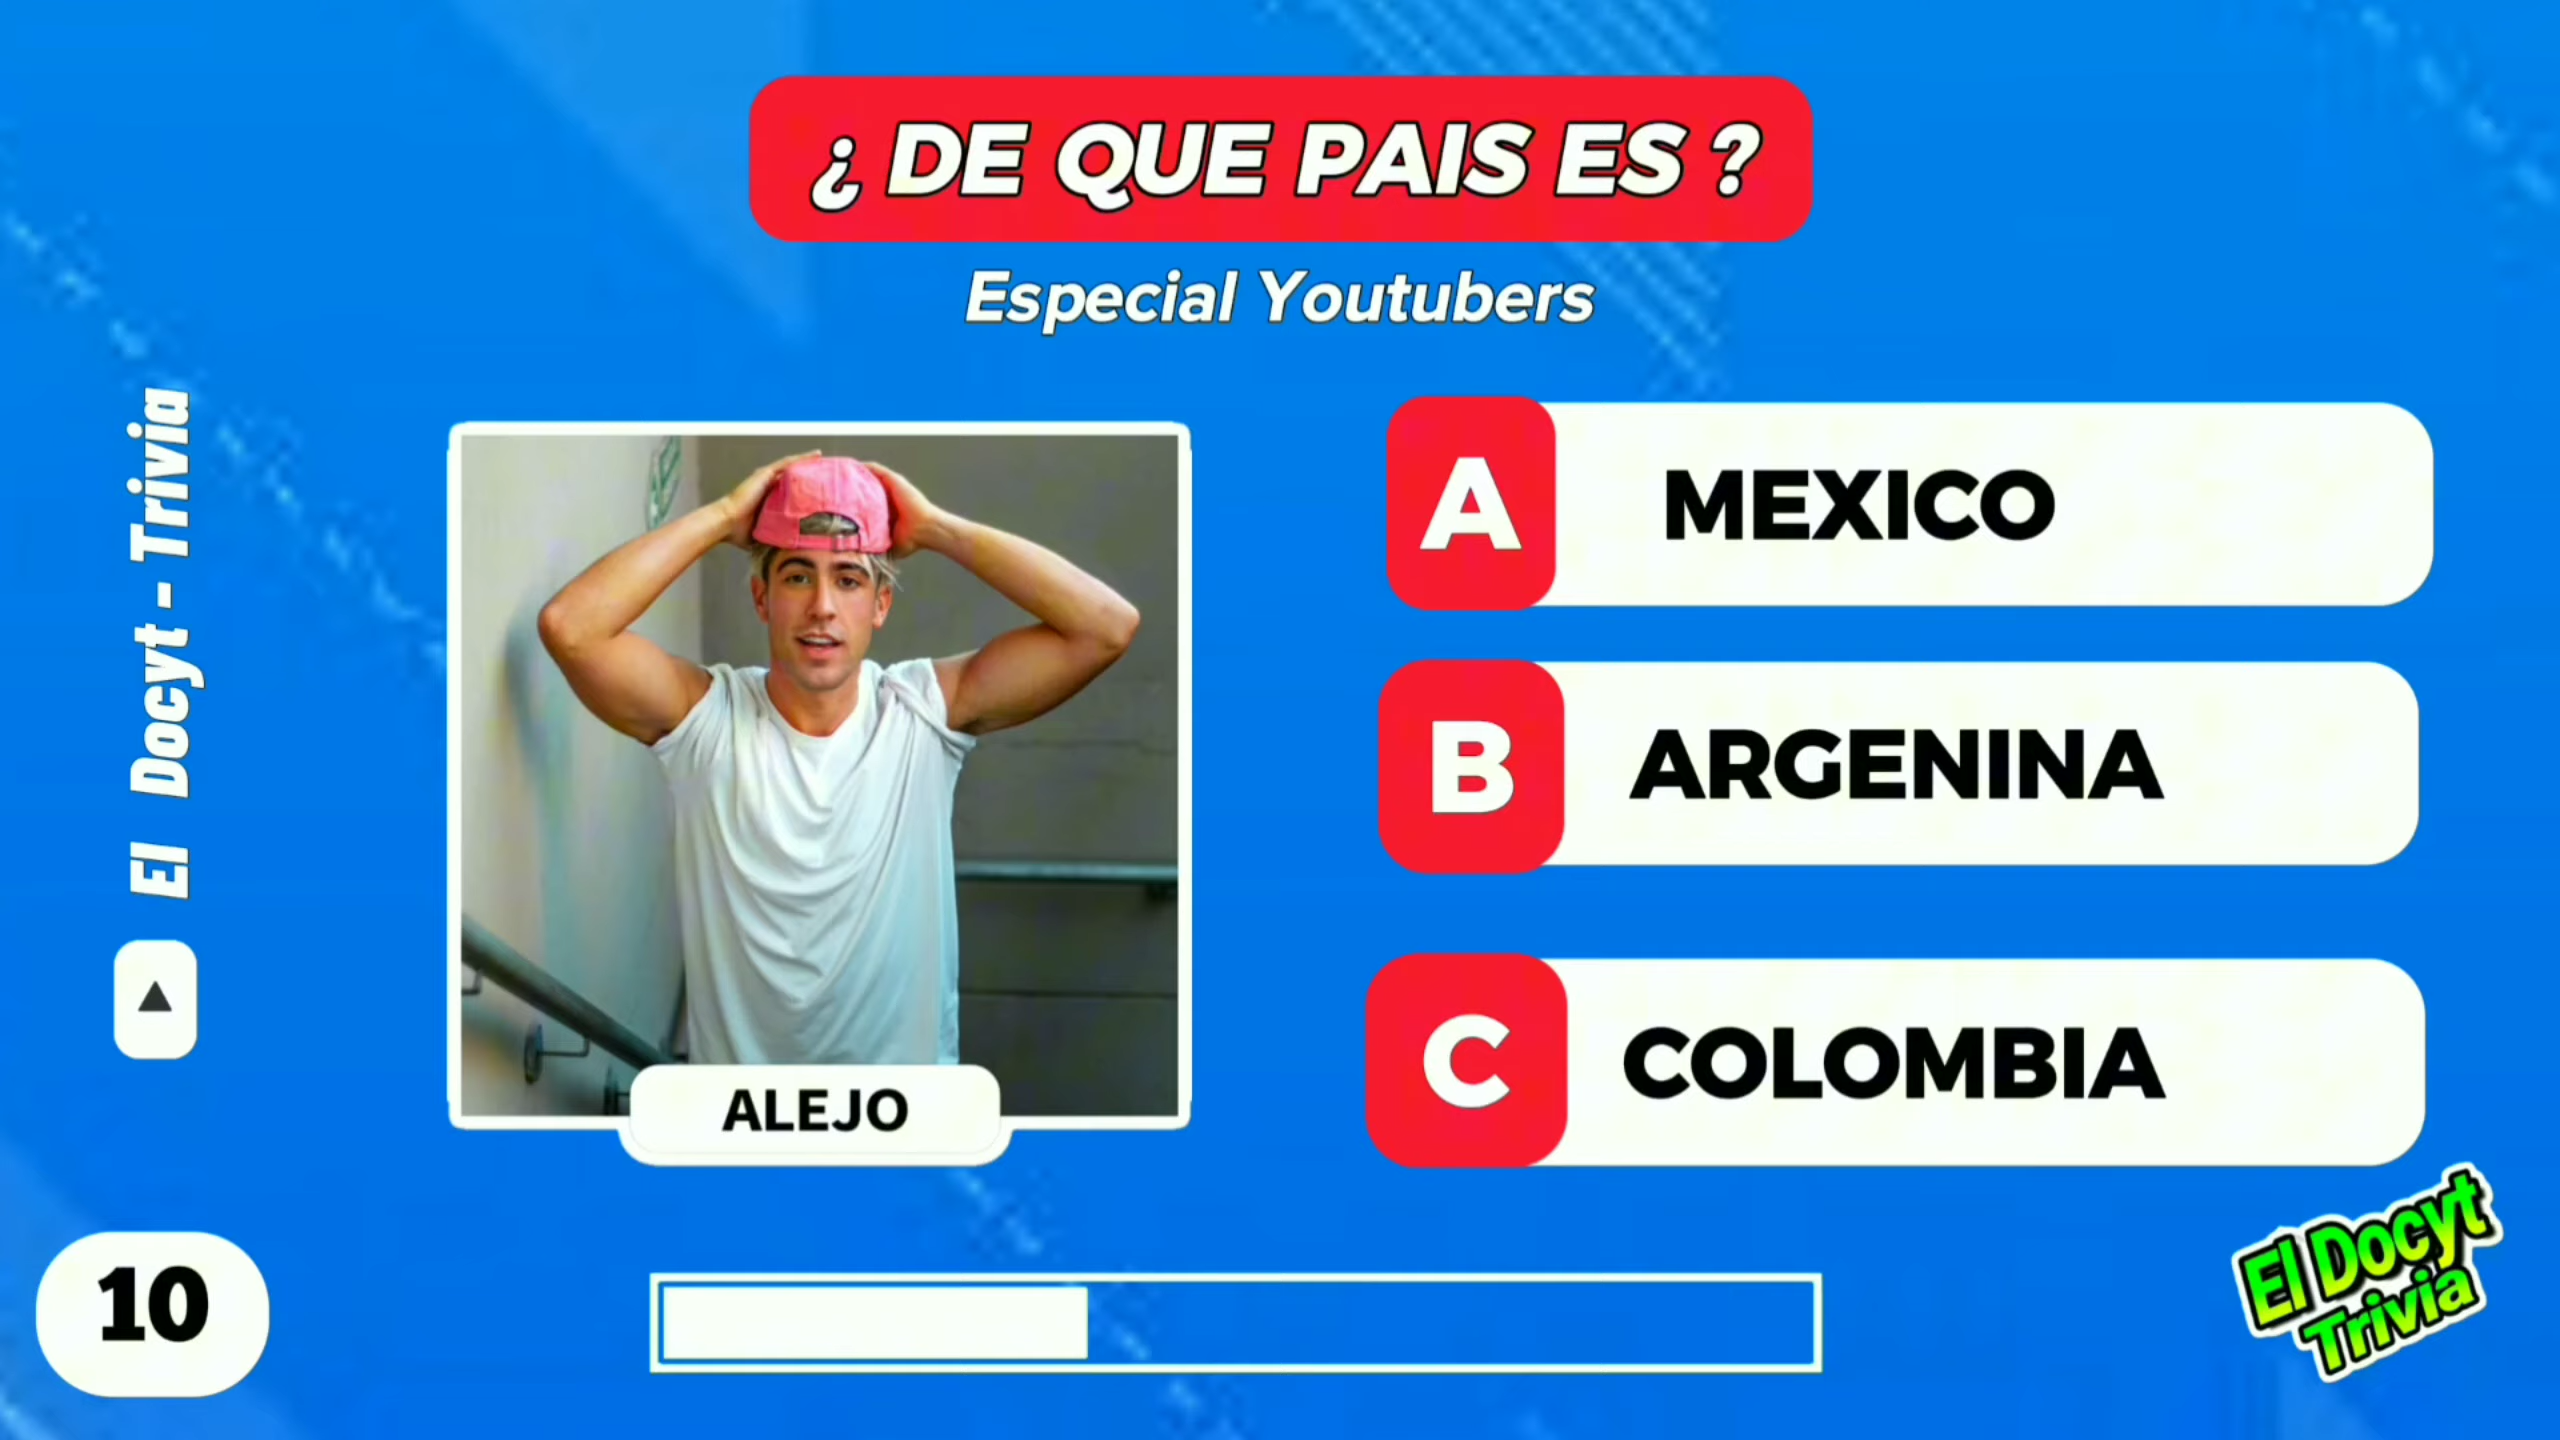 ¿ DE QUE PAIS ES ?
Especial Youtubers
El Docyt - Trivia
ALEJO
A MEXICO
B ARGENINA
C COLOMBIA
10
El Docyt
Trivia